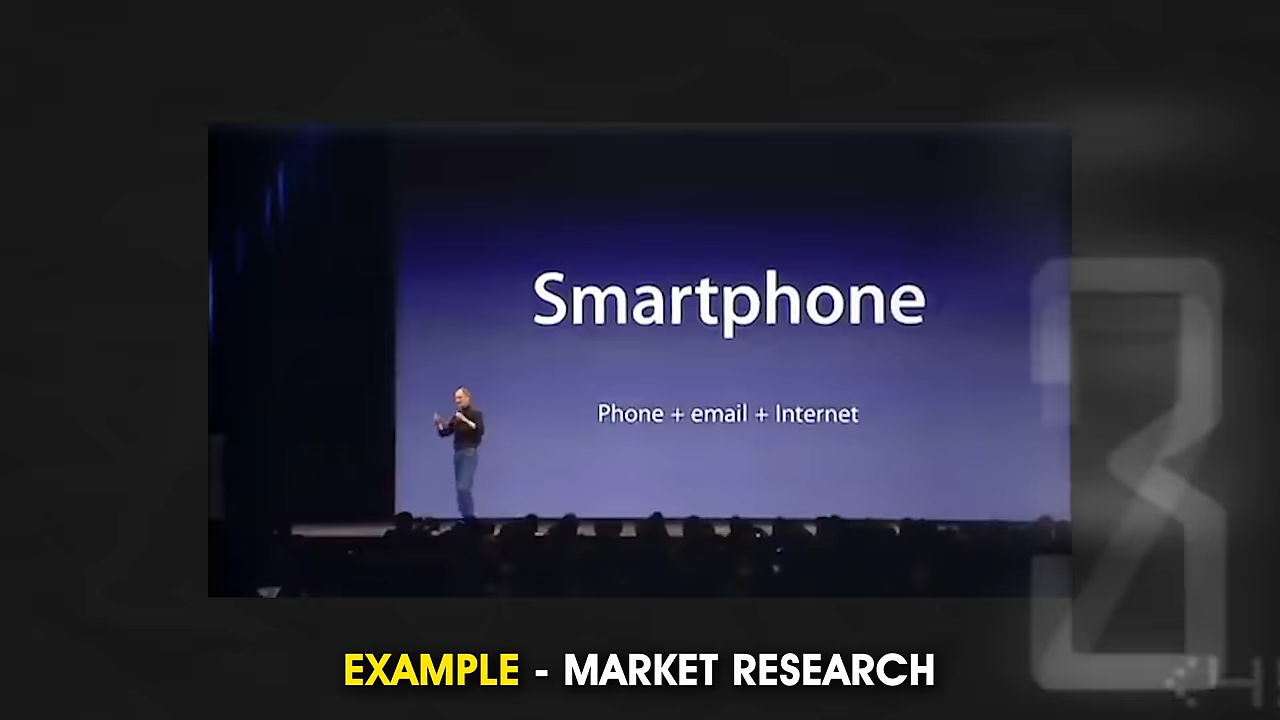 Smartphone
Phone + email + Internet
EXAMPLE - MARKET RESEARCH